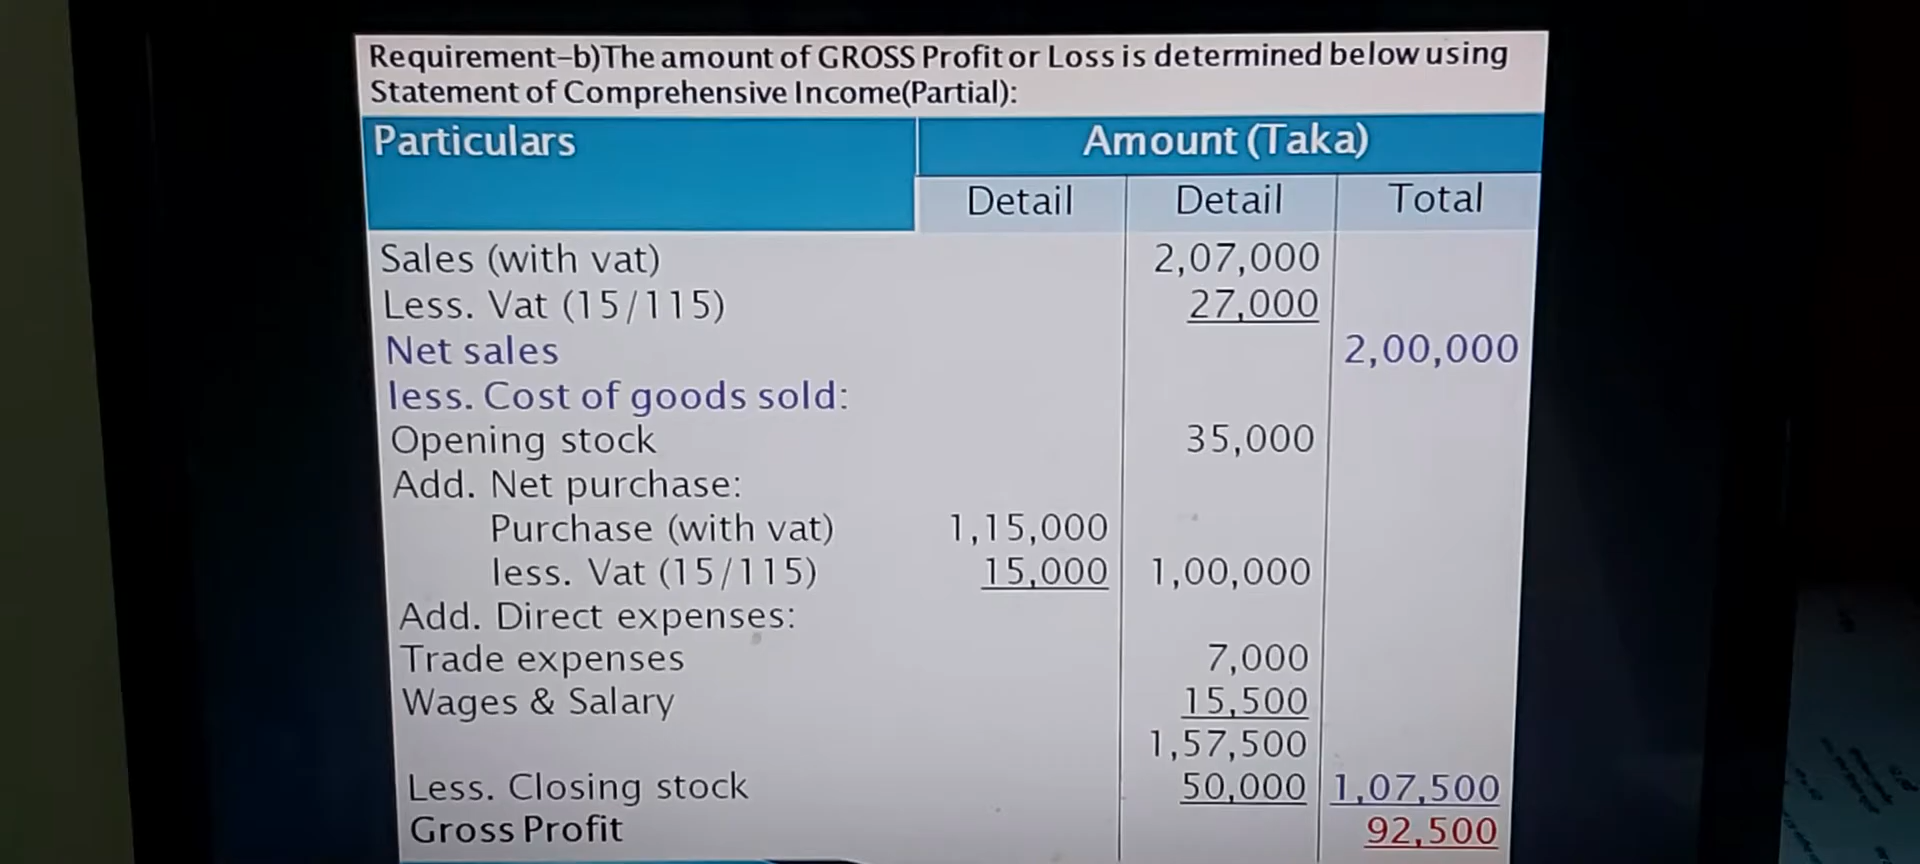 Requirement-b)The amount of GROSS Profit or Loss is determined below using
Statement of Comprehensive Income(Partial):
Particulars Amount (Taka)
Detail Detail Total
Sales (with vat) 2,07,000
Less. Vat (15/115) 27,000
Net sales 2,00,000
less. Cost of goods sold:
Opening stock 35,000
Add. Net purchase:
Purchase (with vat) 1,15,000
less. Vat (15/115) 15,000 1,00,000
Add. Direct expenses:
Trade expenses 7,000
Wages & Salary 15,500
1,57,500
Less. Closing stock 50,000 1,07,500
Gross Profit 92,500